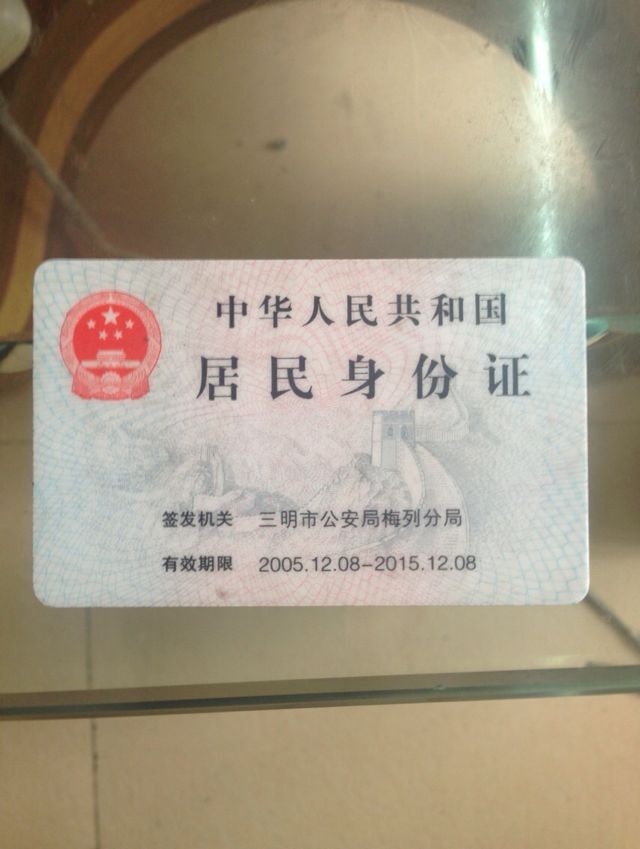 中华人民共和国
居民身份证
签发机关 三明市公安局梅列分局
有效期限 2005.12.08-2015.12.08